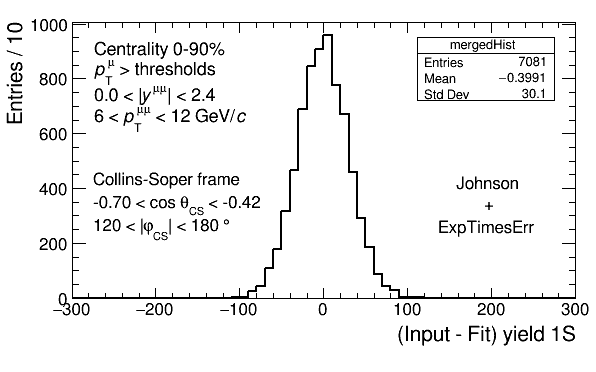 Entries / 10
1000
800
600
400
200
0
Centrality 0-90%
p_T^μ > thresholds
0.0 < |y^μμ| < 2.4
6 < p_T^μμ < 12 GeV/c
Collins-Soper frame
-0.70 < cos θ_CS < -0.42
120 < |φ_CS| < 180 °
mergedHist
Entries 7081
Mean −0.3991
Std Dev 30.1
Johnson
+
ExpTimesErr
−300 −200 −100 0 100 200 300
(Input - Fit) yield 1S